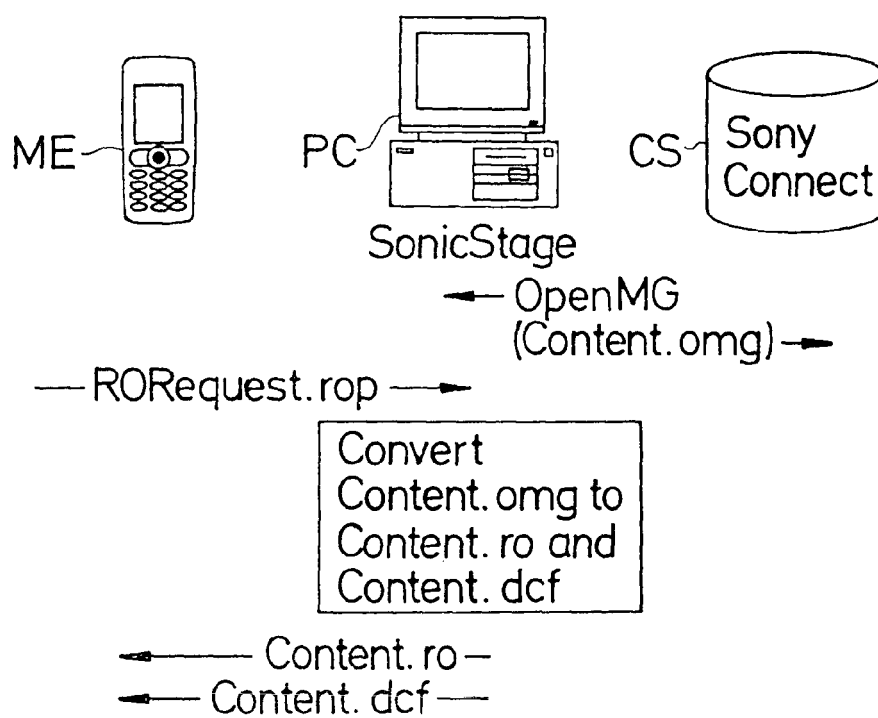 ME
PC
CS
Sony
Connect
SonicStage
OpenMG
(Content.omg)
RORequest.rop
Convert
Content.omg to
Content.ro and
Content.dcf
Content.ro
Content.dcf